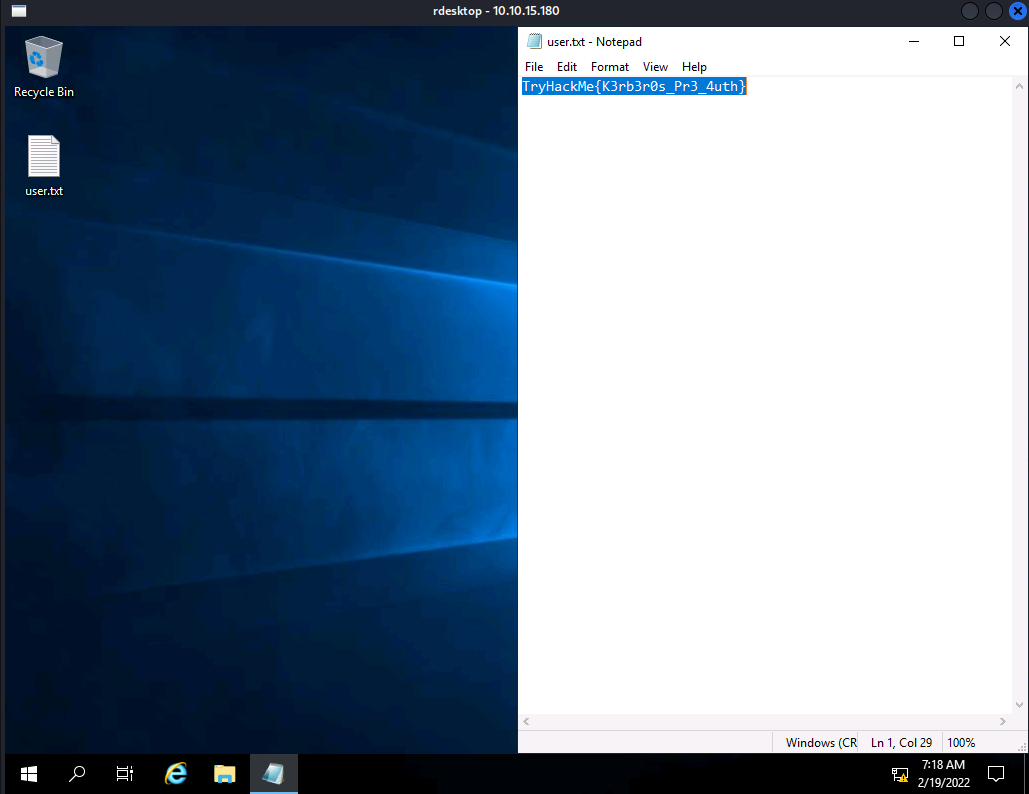 rdesktop - 10.10.15.180
Recycle Bin
user.txt
user.txt - Notepad
File Edit Format View Help
TryHackMe{K3rb3r0s_Pr3_4uth}
Windows (CR Ln 1, Col 29 100%
7:18 AM
2/19/2022